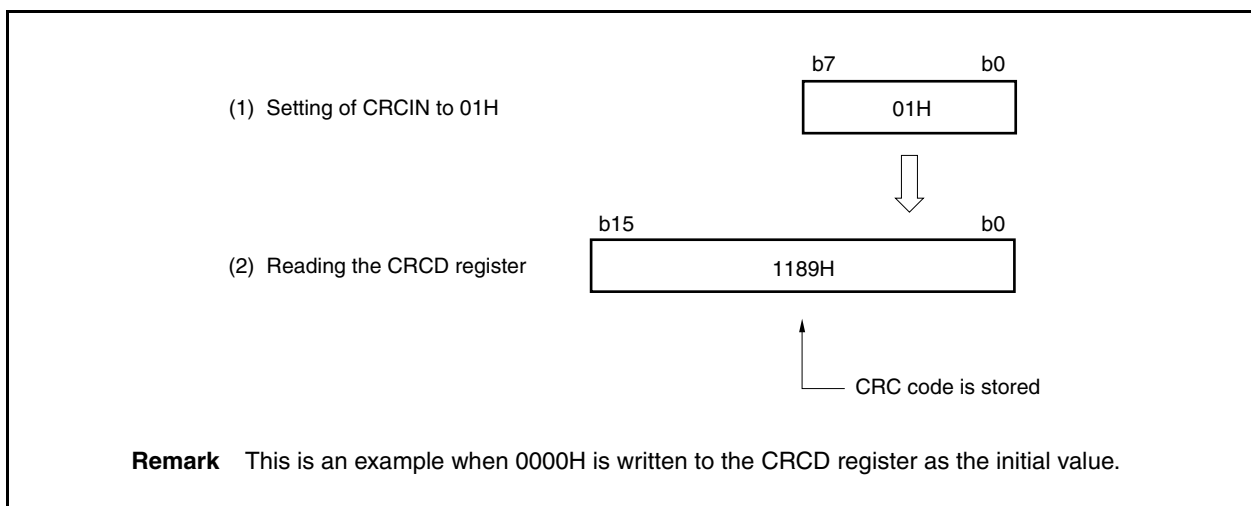 b7 b0
(1) Setting of CRCIN to 01H
01H
b15 b0
(2) Reading the CRCD register
1189H
CRC code is stored
Remark This is an example when 0000H is written to the CRCD register as the initial value.